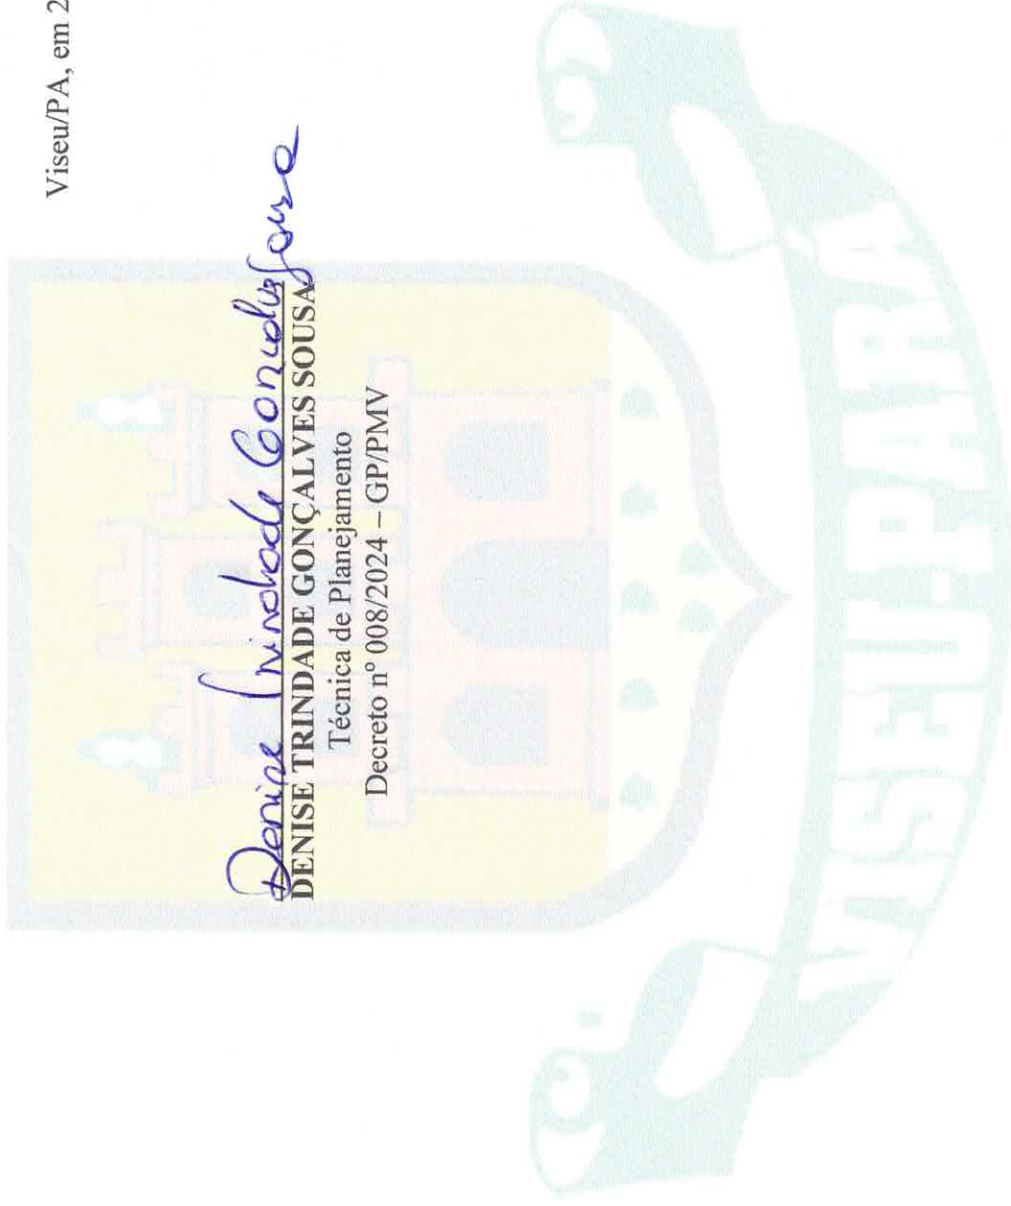 Viseu/PA, em 2
Denise Trindade Gonçalves Sousa
DENISE TRINDADE GONÇALVES SOUSA
Técnica de Planejamento
Decreto nº 008/2024 – GP/PMV
VISEU-PARÁ